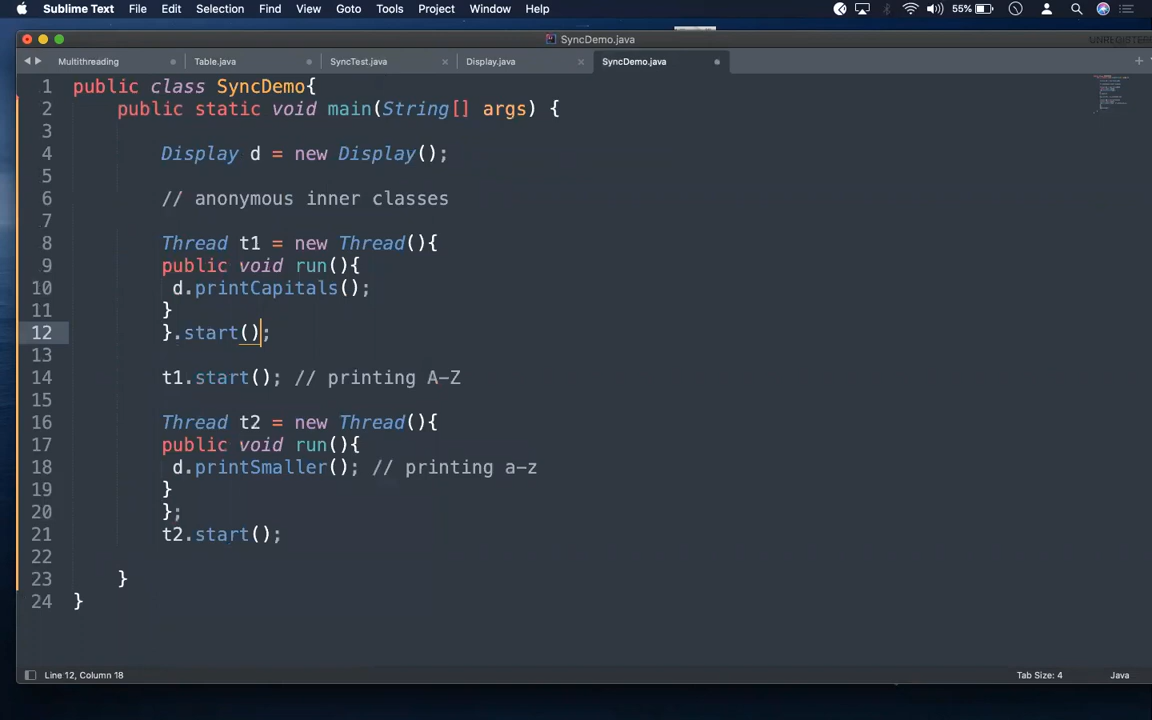 Sublime Text File Edit Selection Find View Goto Tools Project Window Help 55%
SyncDemo.java UNREGISTERE
Multithreading Table.java SyncTest.java Display.java SyncDemo.java
1 public class SyncDemo{
2 public static void main(String[] args) {
3
4 Display d = new Display();
5
6 // anonymous inner classes
7
8 Thread t1 = new Thread(){
9 public void run(){
10 d.printCapitals();
11 }
12 }.start();
13
14 t1.start(); // printing A-Z
15
16 Thread t2 = new Thread(){
17 public void run(){
18 d.printSmaller(); // printing a-z
19 }
20 };
21 t2.start();
22
23 }
24 }
Line 12, Column 18 Tab Size: 4 Java